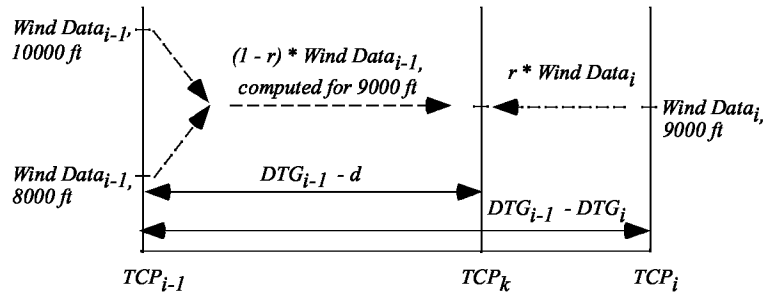 Wind Data_{i-1},
10000 ft
(1 - r) * Wind Data_{i-1},
computed for 9000 ft
r * Wind Data_i
Wind Data_i,
9000 ft
Wind Data_{i-1},
8000 ft
DTG_{i-1} - d
DTG_{i-1} - DTG_i
TCP_{i-1}
TCP_k
TCP_i